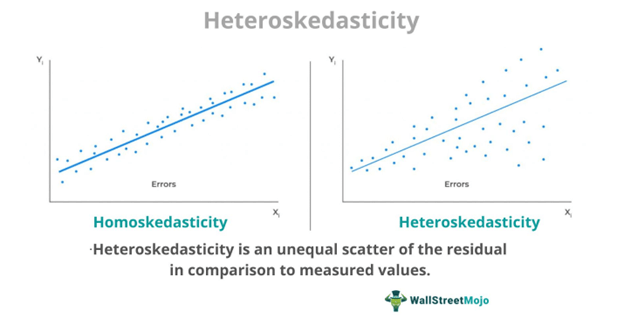 Heteroskedasticity
Yi
Errors
Xi
Homoskedasticity
Yi
Errors
Xi
Heteroskedasticity
·Heteroskedasticity is an unequal scatter of the residual
in comparison to measured values.
WallStreetMojo